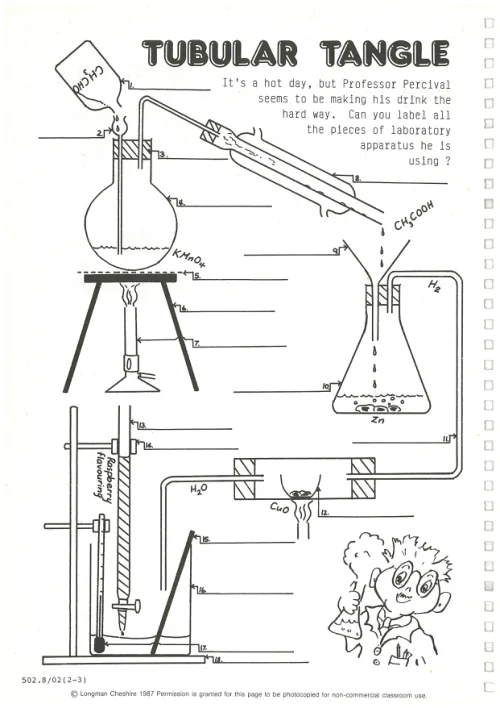 TUBULAR TANGLE
It's a hot day, but Professor Percival
seems to be making his drink the
hard way. Can you label all
the pieces of laboratory
apparatus he is
using ?
CH₃CHO
1.
2.
3.
4.
KMnO₄
5.
6.
7.
8.
CH₃COOH
9.
H₂
10.
Zn
11.
13.
14.
Raspberry
flavouring
H₂O
CuO
12.
15.
16.
17.
18.
502.8/02(2-3)
© Longman Cheshire 1987 Permission is granted for this page to be photocopied for non-commercial classroom use.